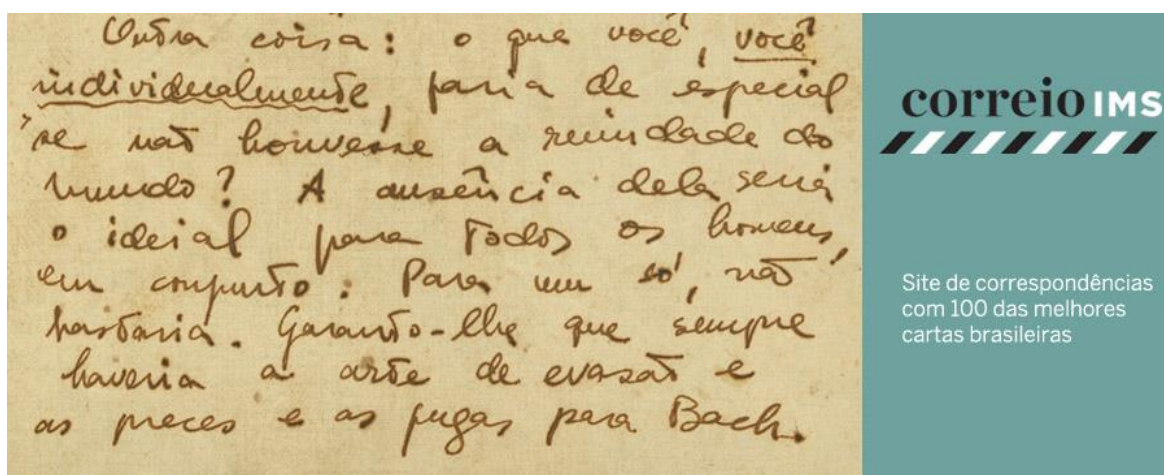 Outra coisa: o que você, você
individualmente, faria de especial
se não houvesse a ruindade do
mundo? A ausência dela seria
o ideial para todos os homens,
em conjunto. Para um só, não
bastaria. Garanto-lhe que sempre
haveria a arte de evasão e
as preces e as fugas para Bach.
correio IMS
Site de correspondências
com 100 das melhores
cartas brasileiras